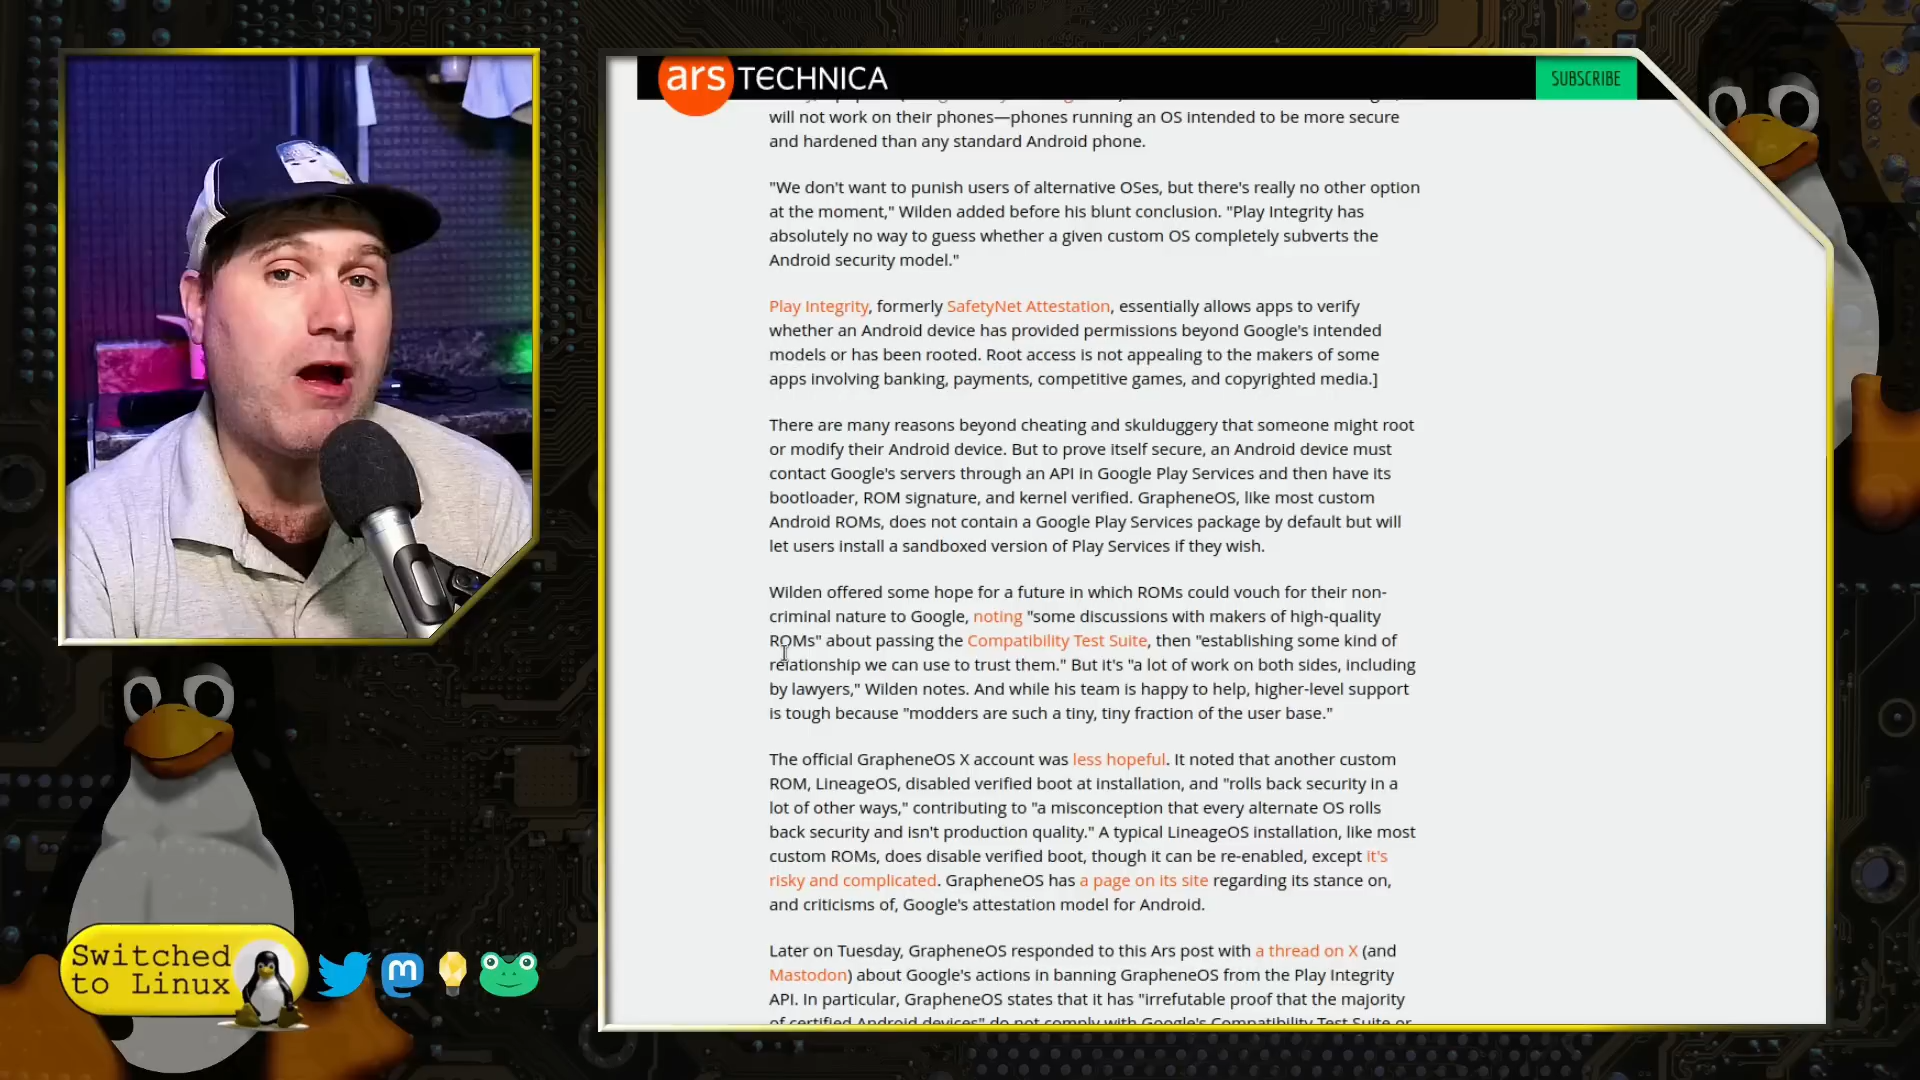 ars TECHNICA
SUBSCRIBE
will not work on their phones—phones running an OS intended to be more secure
and hardened than any standard Android phone.
"We don't want to punish users of alternative OSes, but there's really no other option
at the moment," Wilden added before his blunt conclusion. "Play Integrity has
absolutely no way to guess whether a given custom OS completely subverts the
Android security model."
Play Integrity, formerly SafetyNet Attestation, essentially allows apps to verify
whether an Android device has provided permissions beyond Google's intended
models or has been rooted. Root access is not appealing to the makers of some
apps involving banking, payments, competitive games, and copyrighted media.]
There are many reasons beyond cheating and skulduggery that someone might root
or modify their Android device. But to prove itself secure, an Android device must
contact Google's servers through an API in Google Play Services and then have its
bootloader, ROM signature, and kernel verified. GrapheneOS, like most custom
Android ROMs, does not contain a Google Play Services package by default but will
let users install a sandboxed version of Play Services if they wish.
Wilden offered some hope for a future in which ROMs could vouch for their non-
criminal nature to Google, noting "some discussions with makers of high-quality
ROMs" about passing the Compatibility Test Suite, then "establishing some kind of
relationship we can use to trust them." But it's "a lot of work on both sides, including
by lawyers," Wilden notes. And while his team is happy to help, higher-level support
is tough because "modders are such a tiny, tiny fraction of the user base."
The official GrapheneOS X account was less hopeful. It noted that another custom
ROM, LineageOS, disabled verified boot at installation, and "rolls back security in a
lot of other ways," contributing to "a misconception that every alternate OS rolls
back security and isn't production quality." A typical LineageOS installation, like most
custom ROMs, does disable verified boot, though it can be re-enabled, except it's
risky and complicated. GrapheneOS has a page on its site regarding its stance on,
and criticisms of, Google's attestation model for Android.
Later on Tuesday, GrapheneOS responded to this Ars post with a thread on X (and
Mastodon) about Google's actions in banning GrapheneOS from the Play Integrity
API. In particular, GrapheneOS states that it has "irrefutable proof that the majority
of certified Android devices" do not comply with Google's Compatibility Test Suite or
Switched
to Linux